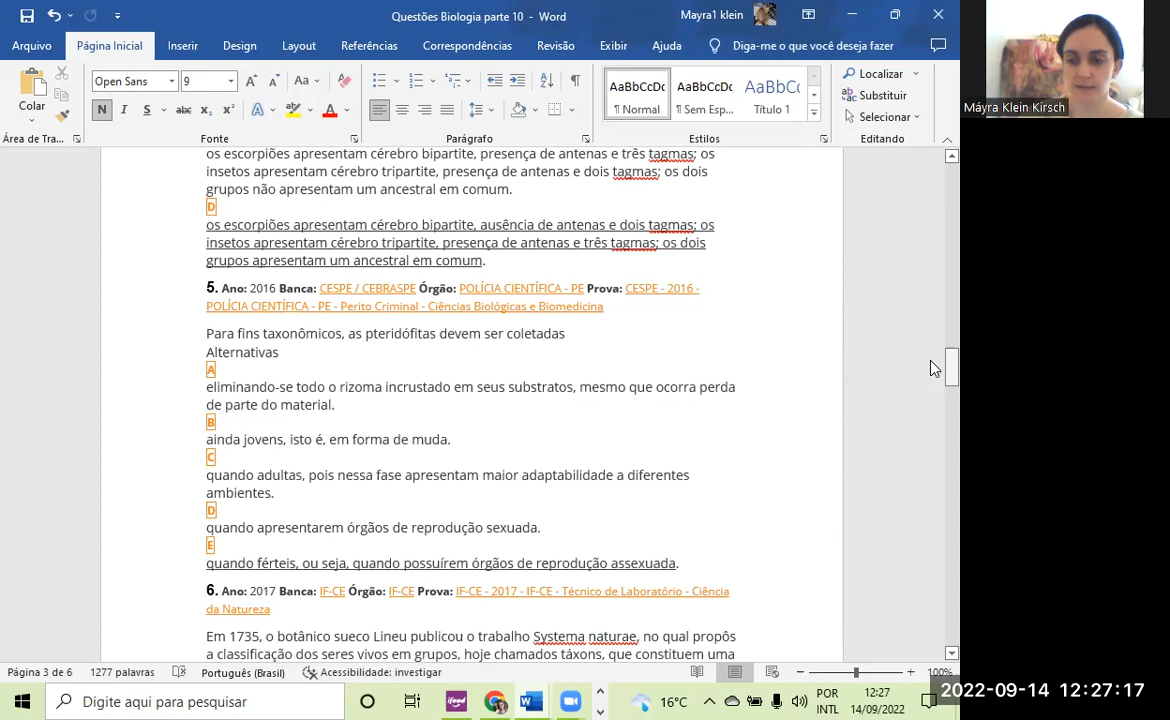 Questões Biologia parte 10 - Word
Mayra1 klein
Arquivo
Página Inicial
Inserir
Design
Layout
Referências
Correspondências
Revisão
Exibir
Ajuda
Diga-me o que você deseja fazer
Colar
Open Sans
9
Aa
N I S abc x₂ x²
AaBbCcDc
AaBbCcDc
AaBbCc
¶ Normal
¶ Sem Esp...
Título 1
Localizar
Substituir
Selecionar
Área de Tra...
Fonte
Parágrafo
Estilos
Editando
Máyra Klein Kirsch
os escorpiões apresentam cérebro bipartite, presença de antenas e três tagmas; os
insetos apresentam cérebro tripartite, presença de antenas e dois tagmas; os dois
grupos não apresentam um ancestral em comum.
D
os escorpiões apresentam cérebro bipartite, ausência de antenas e dois tagmas; os
insetos apresentam cérebro tripartite, presença de antenas e três tagmas; os dois
grupos apresentam um ancestral em comum.
5. Ano: 2016 Banca: CESPE / CEBRASPE Órgão: POLÍCIA CIENTÍFICA - PE Prova: CESPE - 2016 -
POLÍCIA CIENTÍFICA - PE - Perito Criminal - Ciências Biológicas e Biomedicina
Para fins taxonômicos, as pteridófitas devem ser coletadas
Alternativas
A
eliminando-se todo o rizoma incrustado em seus substratos, mesmo que ocorra perda
de parte do material.
B
ainda jovens, isto é, em forma de muda.
C
quando adultas, pois nessa fase apresentam maior adaptabilidade a diferentes
ambientes.
D
quando apresentarem órgãos de reprodução sexuada.
E
quando férteis, ou seja, quando possuírem órgãos de reprodução assexuada.
6. Ano: 2017 Banca: IF-CE Órgão: IF-CE Prova: IF-CE - 2017 - IF-CE - Técnico de Laboratório - Ciência
da Natureza
Em 1735, o botânico sueco Lineu publicou o trabalho Systema naturae, no qual propôs
a classificação dos seres vivos em grupos, hoje chamados táxons, que constituem uma
Página 3 de 6
1277 palavras
Português (Brasil)
Acessibilidade: investigar
100%
Digite aqui para pesquisar
16°C
POR
INTL
12:27
14/09/2022
2022-09-14 12:27:17